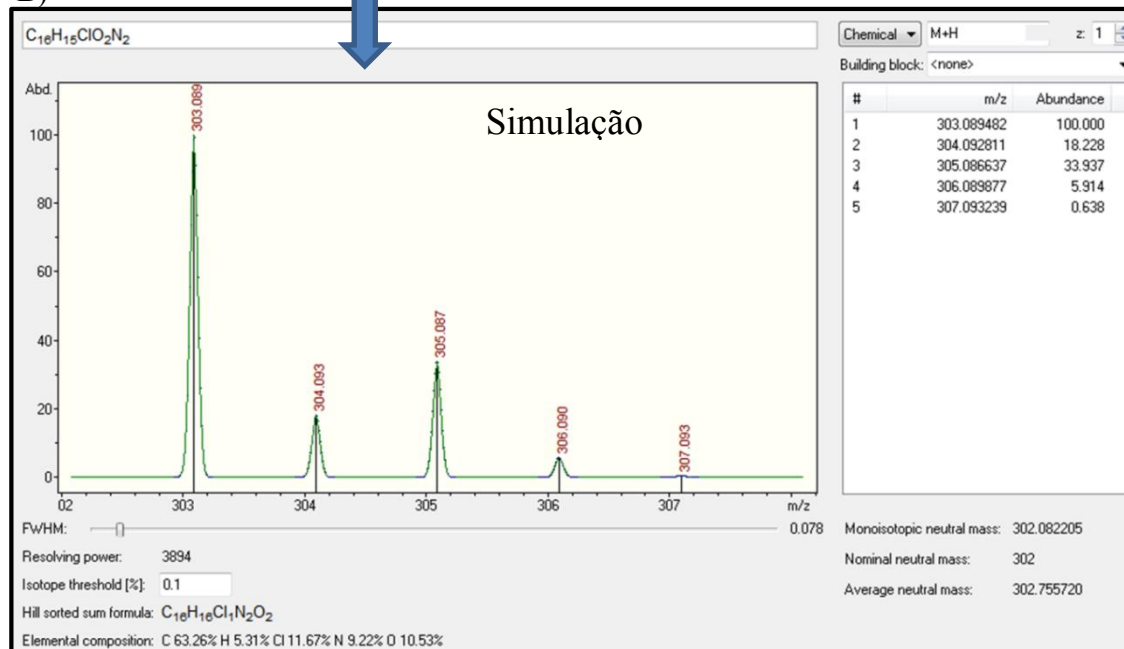 C₁₆H₁₅ClO₂N₂
Chemical M+H z: 1
Building block: <none>
Abd.
Simulação
100
80
60
40
20
0
303.089
304.093
305.087
306.090
307.093
02 303 304 305 306 307 m/z
# m/z Abundance
1 303.089482 100.000
2 304.092811 18.228
3 305.086637 33.937
4 306.089877 5.914
5 307.093239 0.638
FWHM: 0.078
Resolving power: 3894
Isotope threshold [%]: 0.1
Hill sorted sum formula: C₁₆H₁₆Cl₁N₂O₂
Elemental composition: C 63.26% H 5.31% Cl 11.67% N 9.22% O 10.53%
Monoisotopic neutral mass: 302.082205
Nominal neutral mass: 302
Average neutral mass: 302.755720